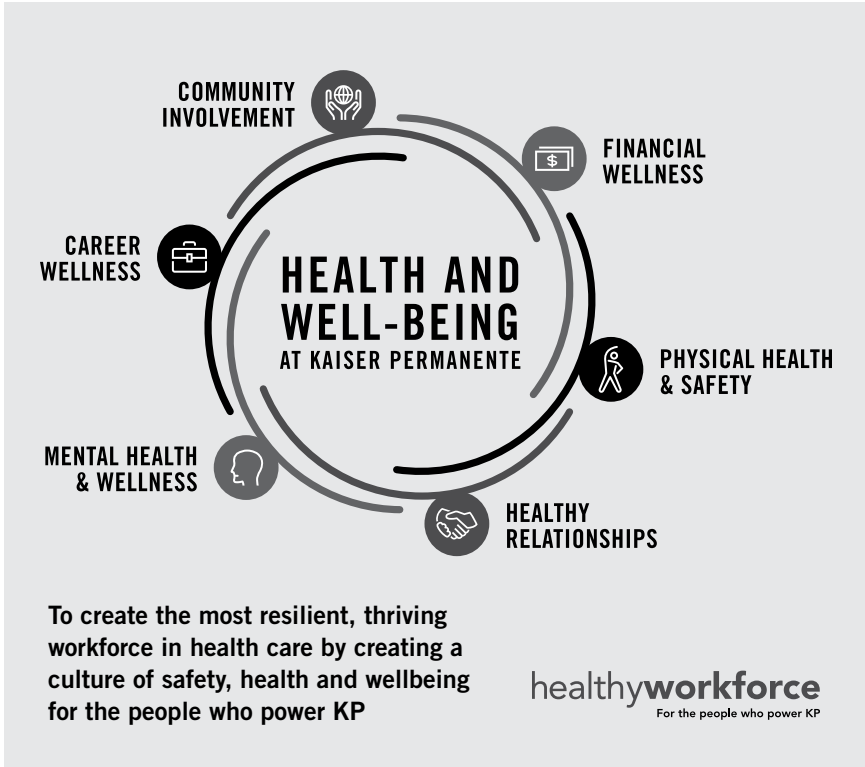 COMMUNITY
INVOLVEMENT
$
FINANCIAL
WELLNESS
CAREER
WELLNESS
HEALTH AND
WELL-BEING
AT KAISER PERMANENTE
PHYSICAL HEALTH
& SAFETY
MENTAL HEALTH
& WELLNESS
HEALTHY
RELATIONSHIPS
To create the most resilient, thriving
workforce in health care by creating a
culture of safety, health and wellbeing
for the people who power KP
healthyworkforce
For the people who power KP